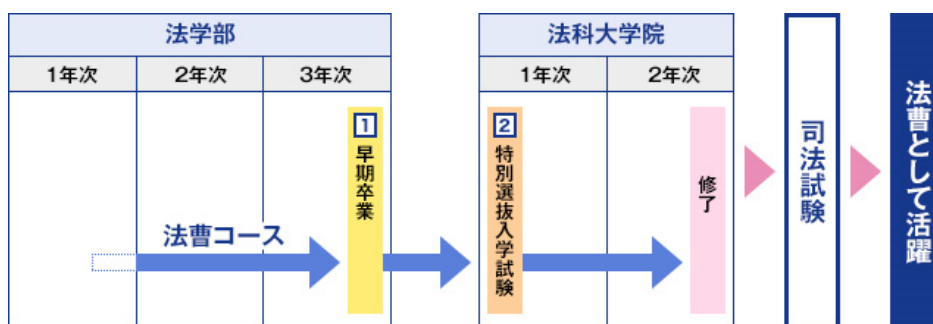 法学部
1年次
2年次
3年次
1
早期卒業
法曹コース
法科大学院
1年次
2年次
2
特別選抜入学試験
修了
司法試験
法曹として活躍